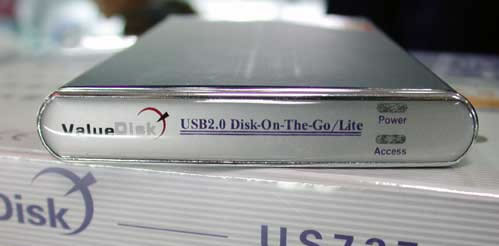 ValueDisk
USB2.0 Disk-On-The-Go/Lite
Power
Access
Disk